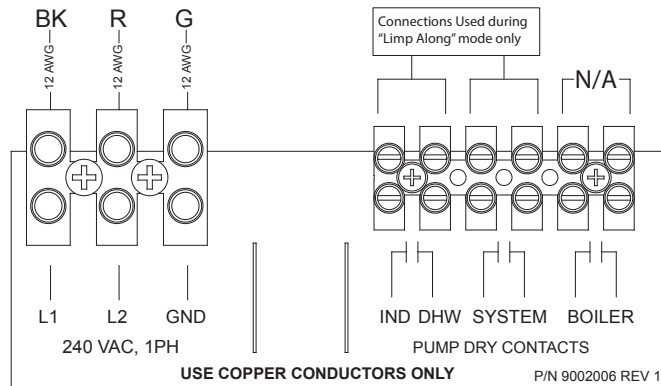 BK R G
12 AWG 12 AWG 12 AWG
Connections Used during
"Limp Along" mode only
N/A
L1 L2 GND
240 VAC, 1PH
IND DHW SYSTEM BOILER
PUMP DRY CONTACTS
USE COPPER CONDUCTORS ONLY
P/N 9002006 REV 1